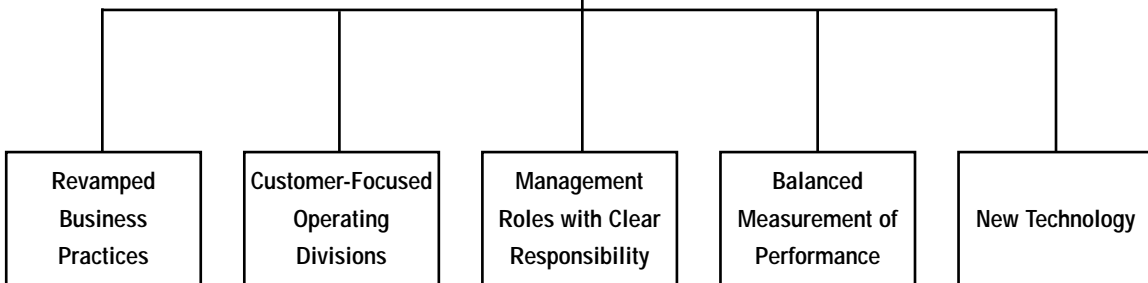 Revamped
Business
Practices
Customer-Focused
Operating
Divisions
Management
Roles with Clear
Responsibility
Balanced
Measurement of
Performance
New Technology